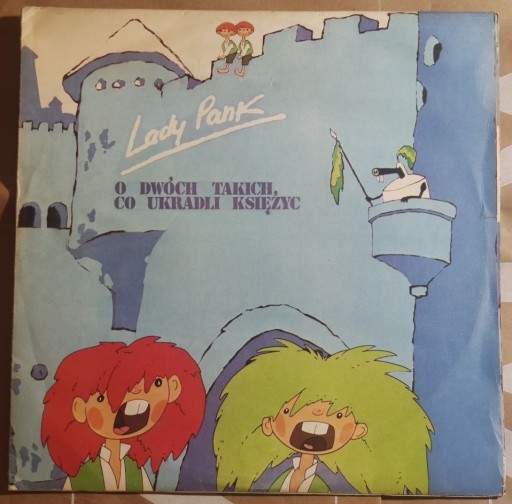 Lady Pank
O DWÓCH TAKICH,
CO UKRADLI KSIĘŻYC